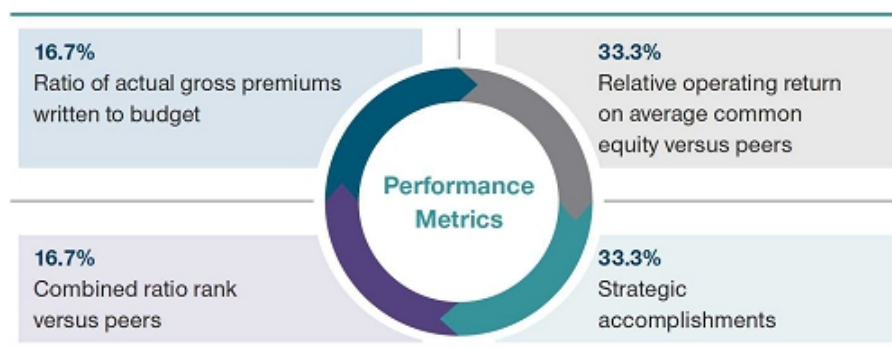 16.7%
Ratio of actual gross premiums
written to budget
33.3%
Relative operating return
on average common
equity versus peers
Performance
Metrics
16.7%
Combined ratio rank
versus peers
33.3%
Strategic
accomplishments